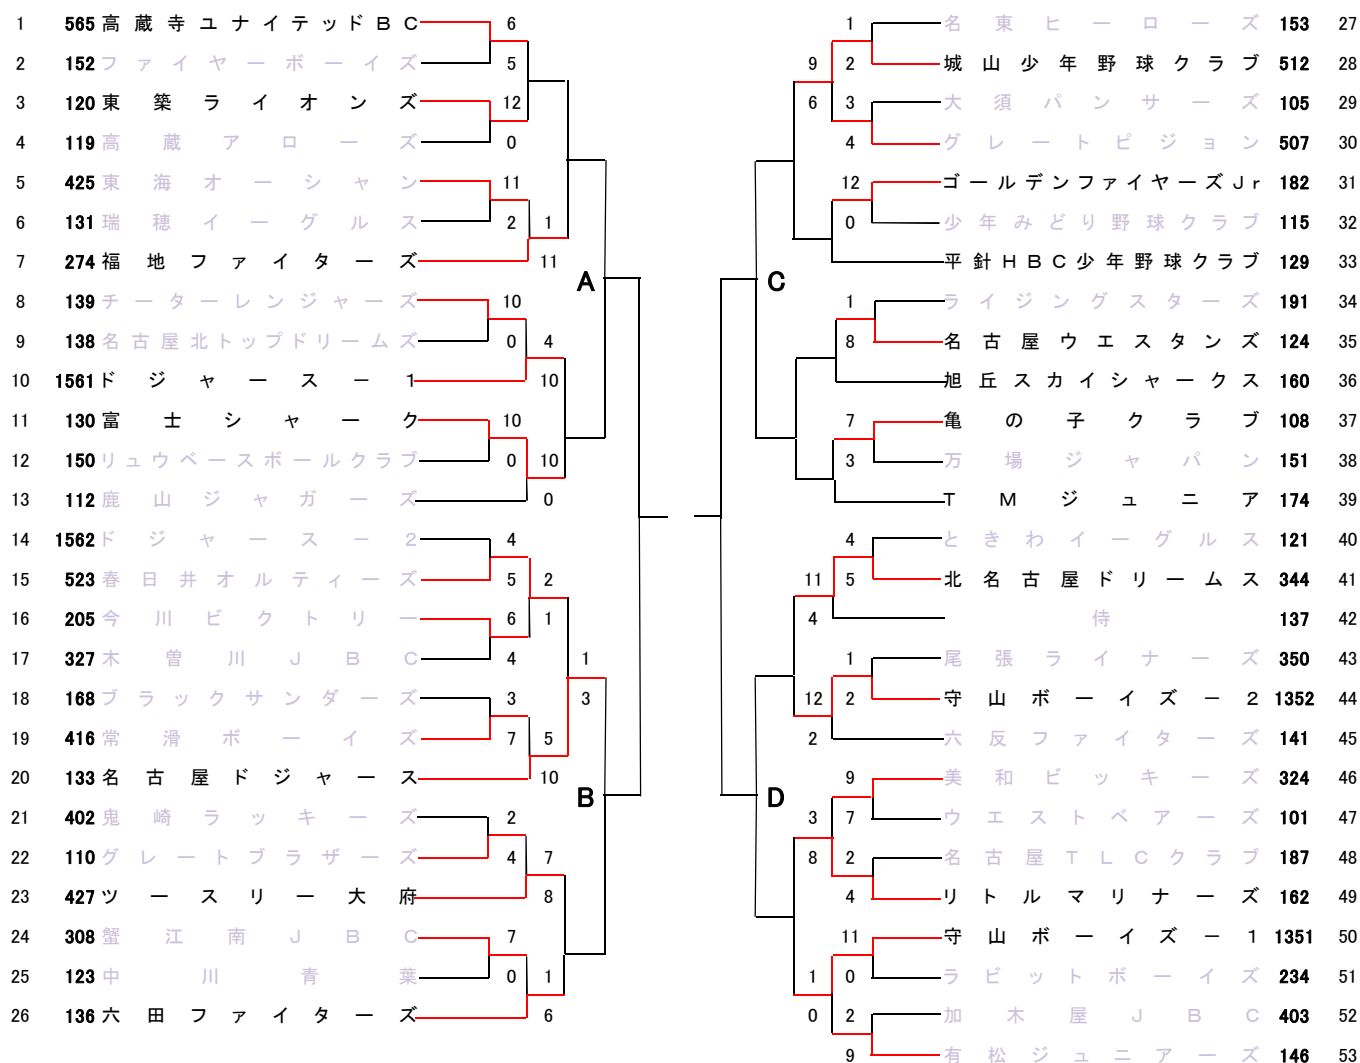 1 565 高蔵寺ユナイテッドBC 6
2 152 ファイヤーボーイズ 5
3 120 東築ライオンズ 12
4 119 高蔵アローズ 0
5 425 東海オーシャン 11
6 131 瑞穂イーグルス 2 1
7 274 福地ファイターズ 11
A
8 139 チーターレンジャーズ 10
9 138 名古屋北トップドリームズ 0 4
10 1561 ドジャースー1 10
11 130 富士シャーク 10
12 150 リュウベースボールクラブ 0 10
13 112 鹿山ジャガーズ 0
14 1562 ドジャースー2 4
15 523 春日井オルティーズ 5 2
16 205 今川ビクトリー 6 1
17 327 木曽川JBC 4 1
18 168 ブラックサンダーズ 3 3
19 416 常滑ボーイズ 7 5
20 133 名古屋ドジャース 10
B
21 402 鬼崎ラッキーズ 2
22 110 グレートブラザーズ 4 7
23 427 ツースリー大府 8
24 308 蟹江南JBC 7
25 123 中川青葉 0 1
26 136 六田ファイターズ 6
1 名東ヒーローズ 153 27
9 2 城山少年野球クラブ 512 28
6 3 大須パンサーズ 105 29
4 グレートピジョン 507 30
12 ゴールデンファイヤーズJr 182 31
0 少年みどり野球クラブ 115 32
平針HBC少年野球クラブ 129 33
C
1 ライジングスターズ 191 34
8 名古屋ウエスタンズ 124 35
旭丘スカイシャークス 160 36
7 亀の子クラブ 108 37
3 万場ジャパン 151 38
TMジュニア 174 39
4 ときわイーグルス 121 40
11 5 北名古屋ドリームス 344 41
4 侍 137 42
1 尾張ライナーズ 350 43
12 2 守山ボーイズー2 1352 44
2 六反ファイターズ 141 45
9 美和ビッキーズ 324 46
D
3 7 ウエストベアーズ 101 47
8 2 名古屋TLCクラブ 187 48
4 リトルマリナーズ 162 49
11 守山ボーイズー1 1351 50
1 0 ラビットボーイズ 234 51
0 2 加木屋JBC 403 52
9 有松ジュニアーズ 146 53